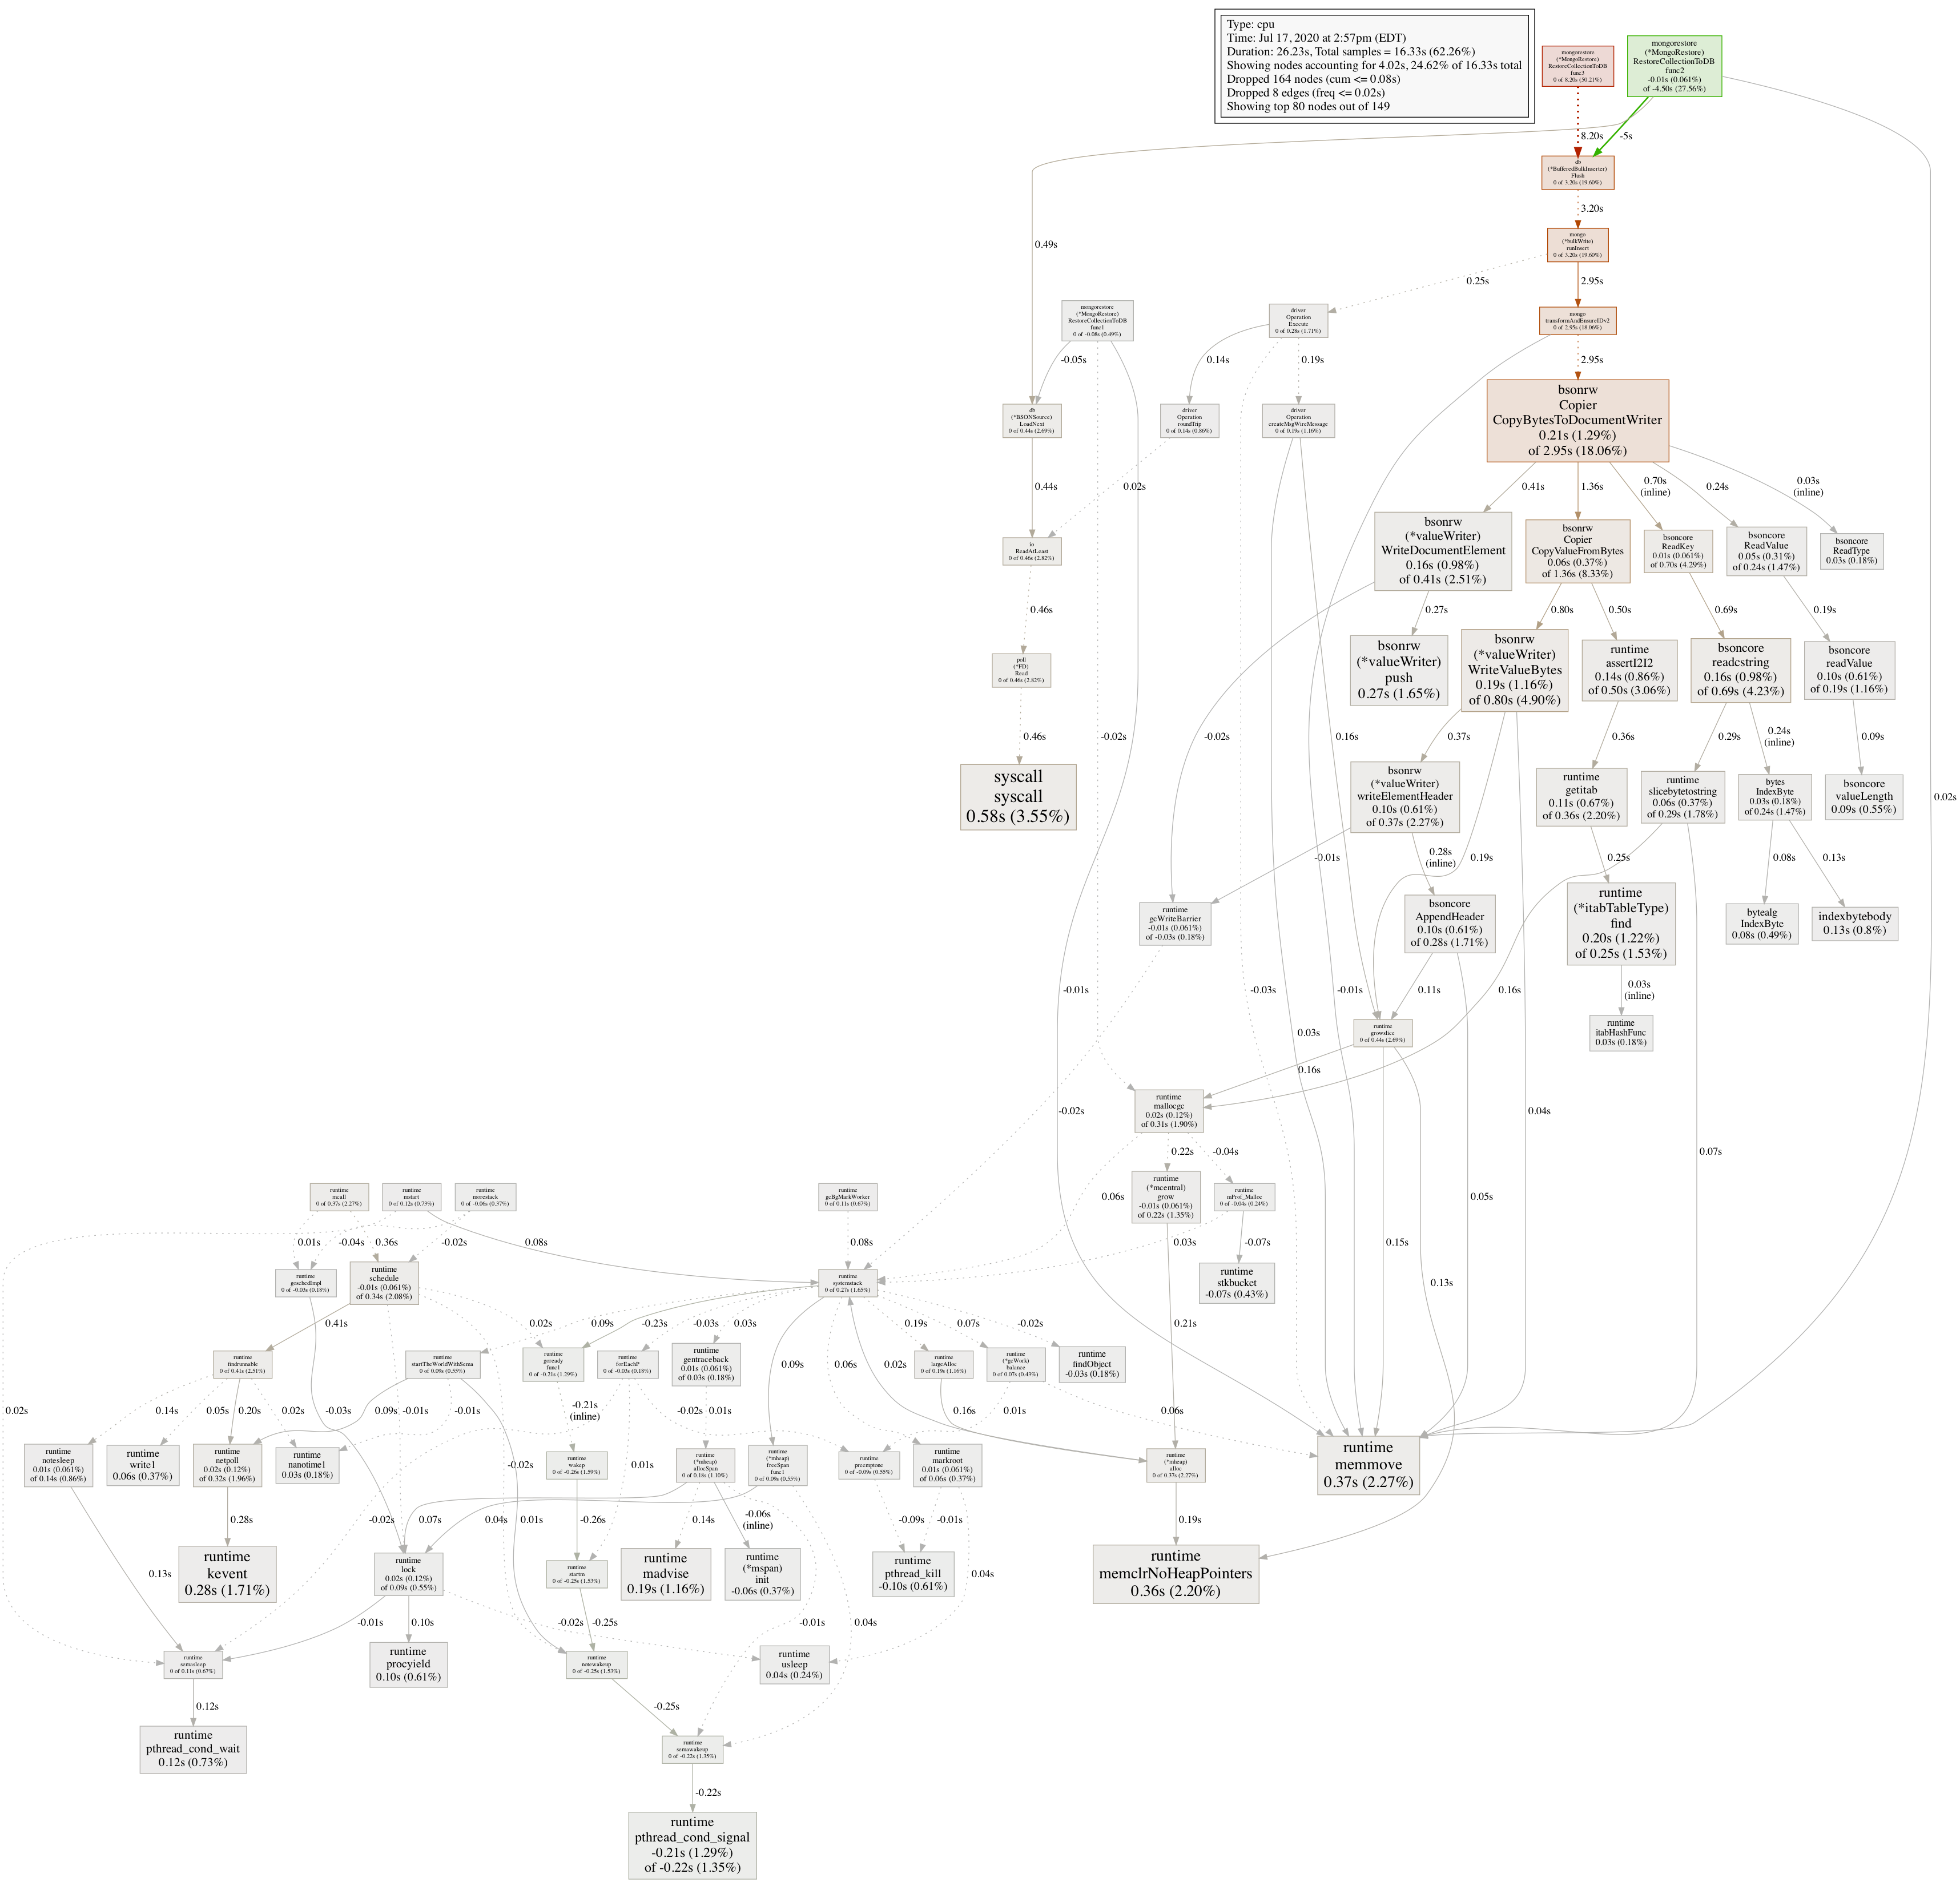 Type: cpu
Time: Jul 17, 2020 at 2:57pm (EDT)
Duration: 26.23s, Total samples = 16.33s (62.26%)
Showing nodes accounting for 4.02s, 24.62% of 16.33s total
Dropped 164 nodes (cum <= 0.08s)
Dropped 8 edges (freq <= 0.02s)
Showing top 80 nodes out of 149
mongorestore
(*MongoRestore)
RestoreCollectionToDB
func3
0 of 8.20s (50.21%)
mongorestore
(*MongoRestore)
RestoreCollectionToDB
func2
-0.01s (0.061%)
of -4.50s (27.56%)
8.20s
-5s
db
(*BufferedBulkInserter)
Flush
0 of 3.20s (19.60%)
3.20s
mongo
(*bulkWrite)
runInsert
0 of 3.20s (19.60%)
0.49s
0.25s
2.95s
mongorestore
(*MongoRestore)
RestoreCollectionToDB
func1
0 of -0.08s (0.49%)
driver
Operation
Execute
0 of 0.28s (1.71%)
mongo
transformAndEnsureIDv2
0 of 2.95s (18.06%)
-0.05s
0.14s
0.19s
2.95s
db
(*BSONSource)
LoadNext
0 of 0.44s (2.69%)
driver
Operation
roundTrip
0 of 0.14s (0.86%)
driver
Operation
createMsgWireMessage
0 of 0.19s (1.16%)
bsonrw
Copier
CopyBytesToDocumentWriter
0.21s (1.29%)
of 2.95s (18.06%)
0.44s
0.02s
0.41s
1.36s
0.70s
(inline)
0.24s
0.03s
(inline)
io
ReadAtLeast
0 of 0.46s (2.82%)
bsonrw
(*valueWriter)
WriteDocumentElement
0.16s (0.98%)
of 0.41s (2.51%)
bsonrw
Copier
CopyValueFromBytes
0.06s (0.37%)
of 1.36s (8.33%)
bsoncore
ReadKey
0.01s (0.061%)
of 0.70s (4.29%)
bsoncore
ReadValue
0.05s (0.31%)
of 0.24s (1.47%)
bsoncore
ReadType
0.03s (0.18%)
0.46s
0.27s
0.80s
0.50s
0.69s
0.19s
poll
(*FD)
Read
0 of 0.46s (2.82%)
bsonrw
(*valueWriter)
push
0.27s (1.65%)
bsonrw
(*valueWriter)
WriteValueBytes
0.19s (1.16%)
of 0.80s (4.90%)
runtime
assertI2I2
0.14s (0.86%)
of 0.50s (3.06%)
bsoncore
readcstring
0.16s (0.98%)
of 0.69s (4.23%)
bsoncore
readValue
0.10s (0.61%)
of 0.19s (1.16%)
0.46s
-0.02s
-0.02s
0.16s
0.37s
0.36s
0.29s
0.24s
(inline)
0.09s
syscall
syscall
0.58s (3.55%)
bsonrw
(*valueWriter)
writeElementHeader
0.10s (0.61%)
of 0.37s (2.27%)
runtime
getitab
0.11s (0.67%)
of 0.36s (2.20%)
runtime
slicebytetostring
0.06s (0.37%)
of 0.29s (1.78%)
bytes
IndexByte
0.03s (0.18%)
of 0.24s (1.47%)
bsoncore
valueLength
0.09s (0.55%)
0.02s
-0.01s
0.28s
(inline)
0.19s
0.25s
0.08s
0.13s
runtime
gcWriteBarrier
-0.01s (0.061%)
of -0.03s (0.18%)
bsoncore
AppendHeader
0.10s (0.61%)
of 0.28s (1.71%)
runtime
(*itabTableType)
find
0.20s (1.22%)
of 0.25s (1.53%)
bytealg
IndexByte
0.08s (0.49%)
indexbytebody
0.13s (0.8%)
-0.01s
-0.03s
-0.01s
0.11s
0.16s
0.03s
(inline)
0.03s
runtime
growslice
0 of 0.44s (2.69%)
runtime
itabHashFunc
0.03s (0.18%)
0.16s
runtime
mallocgc
0.02s (0.12%)
of 0.31s (1.90%)
-0.02s
0.04s
0.22s
-0.04s
0.07s
runtime
mcall
0 of 0.37s (2.27%)
runtime
mstart
0 of 0.12s (0.73%)
runtime
morestack
0 of -0.06s (0.37%)
runtime
gcBgMarkWorker
0 of 0.11s (0.67%)
0.06s
runtime
(*mcentral)
grow
-0.01s (0.061%)
of 0.22s (1.35%)
runtime
mProf_Malloc
0 of -0.04s (0.24%)
0.05s
0.01s
-0.04s
0.36s
-0.02s
0.08s
0.08s
0.03s
-0.07s
0.15s
runtime
goschedImpl
0 of -0.03s (0.18%)
runtime
schedule
-0.01s (0.061%)
of 0.34s (2.08%)
runtime
systemstack
0 of 0.27s (1.65%)
runtime
stkbucket
-0.07s (0.43%)
0.13s
0.41s
0.02s
0.09s
-0.23s
-0.03s
0.03s
0.09s
0.06s
0.19s
0.07s
-0.02s
0.02s
0.21s
runtime
findrunnable
0 of 0.41s (2.51%)
runtime
startTheWorldWithSema
0 of 0.09s (0.55%)
runtime
goready
func1
0 of -0.21s (1.29%)
runtime
forEachP
0 of -0.03s (0.18%)
runtime
gentraceback
0.01s (0.061%)
of 0.03s (0.18%)
runtime
largeAlloc
0 of 0.19s (1.16%)
runtime
(*gcWork)
balance
0 of 0.07s (0.43%)
runtime
findObject
-0.03s (0.18%)
0.02s
0.14s
0.05s
0.20s
0.02s
0.09s
-0.03s
-0.01s
-0.01s
-0.21s
(inline)
-0.02s
0.01s
0.16s
0.01s
0.06s
runtime
notesleep
0.01s (0.061%)
of 0.14s (0.86%)
runtime
write1
0.06s (0.37%)
runtime
netpoll
0.02s (0.12%)
of 0.32s (1.96%)
runtime
nanotime1
0.03s (0.18%)
-0.02s
runtime
wakep
0 of -0.26s (1.59%)
0.01s
runtime
(*mheap)
allocSpan
0 of 0.18s (1.10%)
runtime
(*mheap)
freeSpan
func1
0 of 0.09s (0.55%)
runtime
preemptone
0 of -0.09s (0.55%)
runtime
markroot
0.01s (0.061%)
of 0.06s (0.37%)
runtime
(*mheap)
alloc
0 of 0.37s (2.27%)
runtime
memmove
0.37s (2.27%)
0.28s
-0.02s
0.07s
0.04s
0.01s
-0.26s
0.14s
-0.06s
(inline)
-0.09s
-0.01s
0.19s
0.13s
runtime
kevent
0.28s (1.71%)
runtime
lock
0.02s (0.12%)
of 0.09s (0.55%)
runtime
startm
0 of -0.25s (1.53%)
runtime
madvise
0.19s (1.16%)
runtime
(*mspan)
init
-0.06s (0.37%)
runtime
pthread_kill
-0.10s (0.61%)
0.04s
runtime
memclrNoHeapPointers
0.36s (2.20%)
-0.01s
0.10s
-0.02s
-0.25s
-0.01s
0.04s
runtime
semasleep
0 of 0.11s (0.67%)
runtime
procyield
0.10s (0.61%)
runtime
notewakeup
0 of -0.25s (1.53%)
runtime
usleep
0.04s (0.24%)
0.12s
-0.25s
runtime
pthread_cond_wait
0.12s (0.73%)
runtime
semawakeup
0 of -0.22s (1.35%)
-0.22s
runtime
pthread_cond_signal
-0.21s (1.29%)
of -0.22s (1.35%)